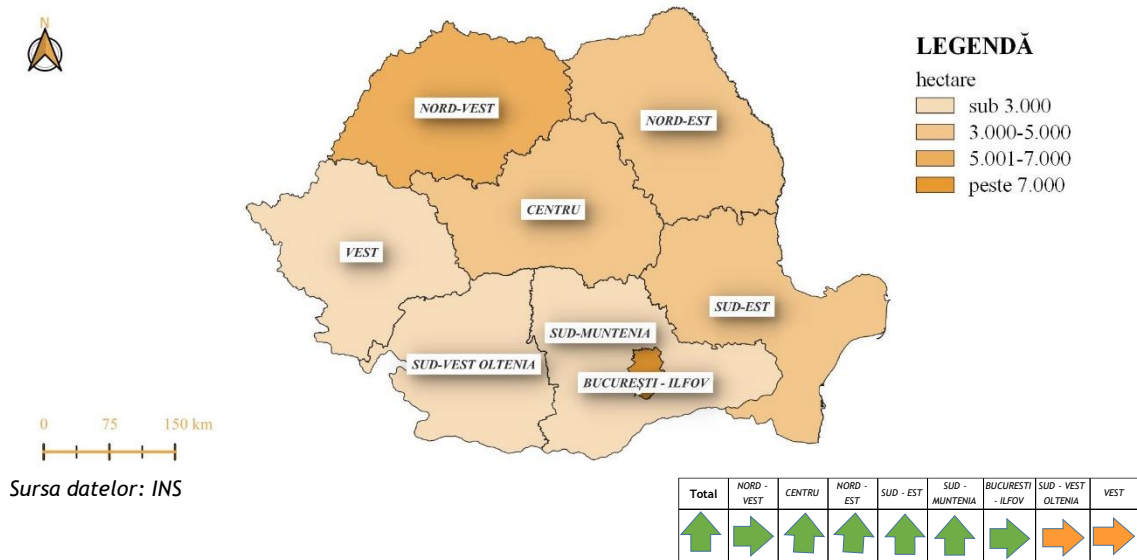 N
LEGENDĂ
hectare
sub 3.000
3.000-5.000
5.001-7.000
peste 7.000
NORD-VEST
NORD-EST
CENTRU
VEST
SUD-EST
SUD-MUNTENIA
SUD-VEST OLTENIA
BUCUREȘTI - ILFOV
0 75 150 km
Sursa datelor: INS
Total
NORD -
VEST
CENTRU
NORD -
EST
SUD - EST
SUD -
MUNTENIA
BUCURESTI
- ILFOV
SUD - VEST
OLTENIA
VEST